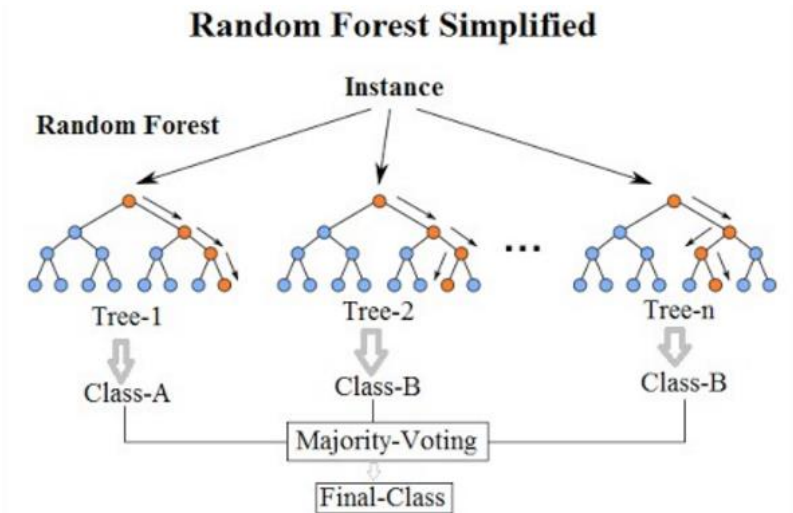 Random Forest Simplified
Instance
Random Forest
...
Tree-1
Tree-2
Tree-n
Class-A
Class-B
Class-B
Majority-Voting
Final-Class